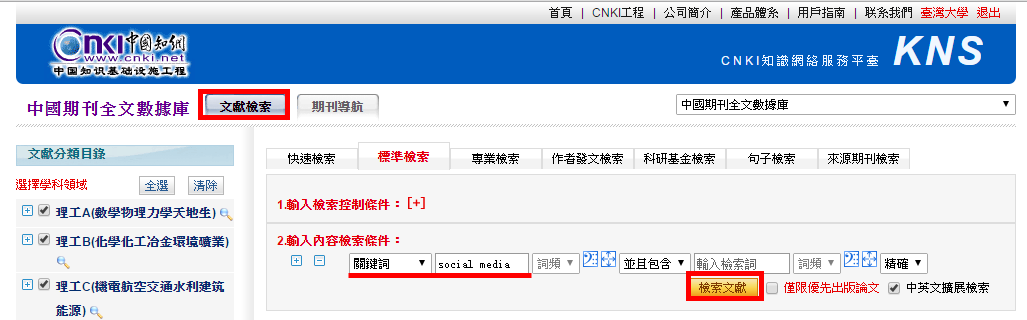 首頁 | CNKI工程 | 公司簡介 | 產品體系 | 用戶指南 | 联系我們 臺灣大學 退出
Cnki 中国知网
www.cnki.net
中国知识基础设施工程
CNKI知識網絡服務平臺 KNS
中國期刊全文數據庫 文獻檢索 期刊導航 中國期刊全文數據庫
文獻分類目錄
選擇學科領域 全選 清除
理工A(數學物理力學天地生)
理工B(化學化工冶金環境礦業)
理工C(機電航空交通水利建筑
能源)
快速檢索 標準檢索 專業檢索 作者發文檢索 科研基金檢索 句子檢索 來源期刊檢索
1.輸入檢索控制條件： [+]
2.輸入內容檢索條件：
關鍵詞 social media 詞頻 並且包含 輸入檢索詞 詞頻 精確
檢索文獻 僅限優先出版論文 中英文擴展檢索